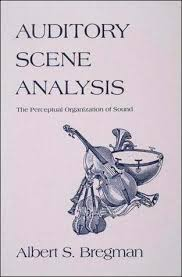 AUDITORY
SCENE
ANALYSIS
The Perceptual Organization of Sound
Albert S. Bregman